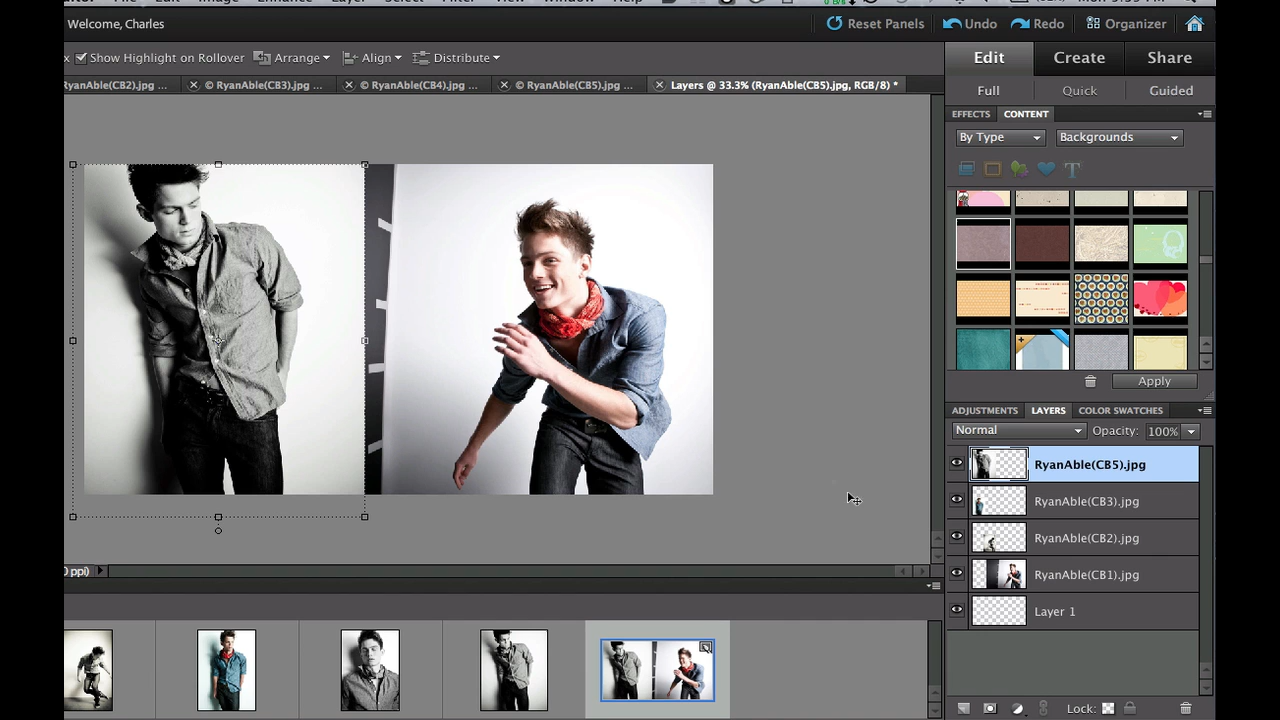 Welcome, Charles
Reset Panels Undo Redo Organizer
x Show Highlight on Rollover Arrange Align Distribute
Edit Create Share
RyanAble(CB2).jpg ... © RyanAble(CB3).jpg ... © RyanAble(CB4).jpg ... © RyanAble(CB5).jpg ... Layers @ 33.3% (RyanAble(CB5).jpg, RGB/8) *
Full Quick Guided
EFFECTS CONTENT
By Type Backgrounds
Apply
ADJUSTMENTS LAYERS COLOR SWATCHES
Normal Opacity: 100%
RyanAble(CB5).jpg
RyanAble(CB3).jpg
RyanAble(CB2).jpg
RyanAble(CB1).jpg
Layer 1
0 ppi)
Lock: